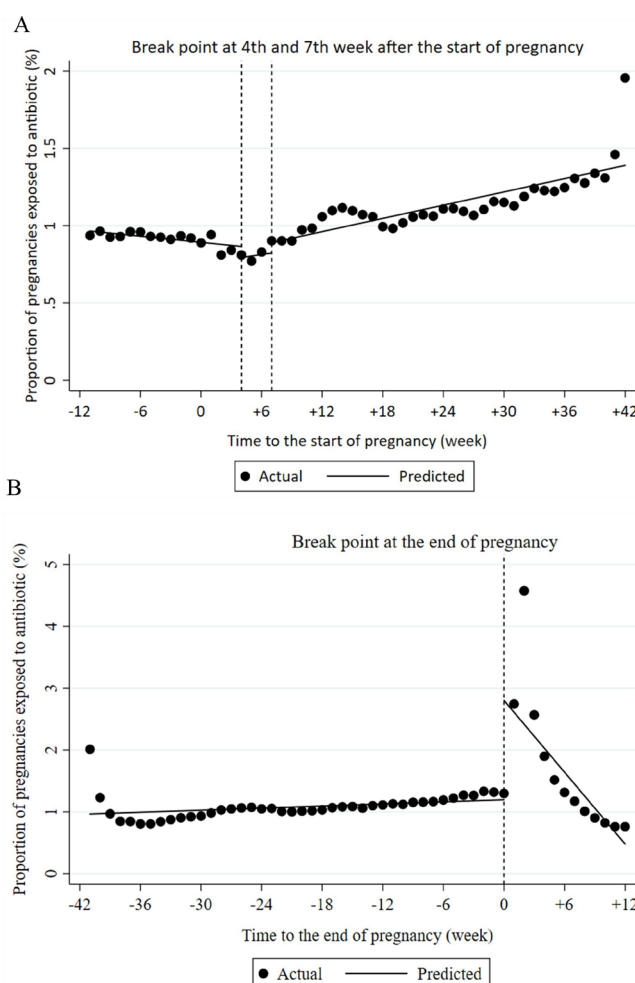 A
Break point at 4th and 7th week after the start of pregnancy
Proportion of pregnancies exposed to antibiotic (%)
2
1.5
1
.5
0
-12 -6 0 +6 +12 +18 +24 +30 +36 +42
Time to the start of pregnancy (week)
Actual Predicted
B
Break point at the end of pregnancy
Proportion of pregnancies exposed to antibiotic (%)
5
4
3
2
1
0
-42 -36 -30 -24 -18 -12 -6 0 +6 +12
Time to the end of pregnancy (week)
Actual Predicted